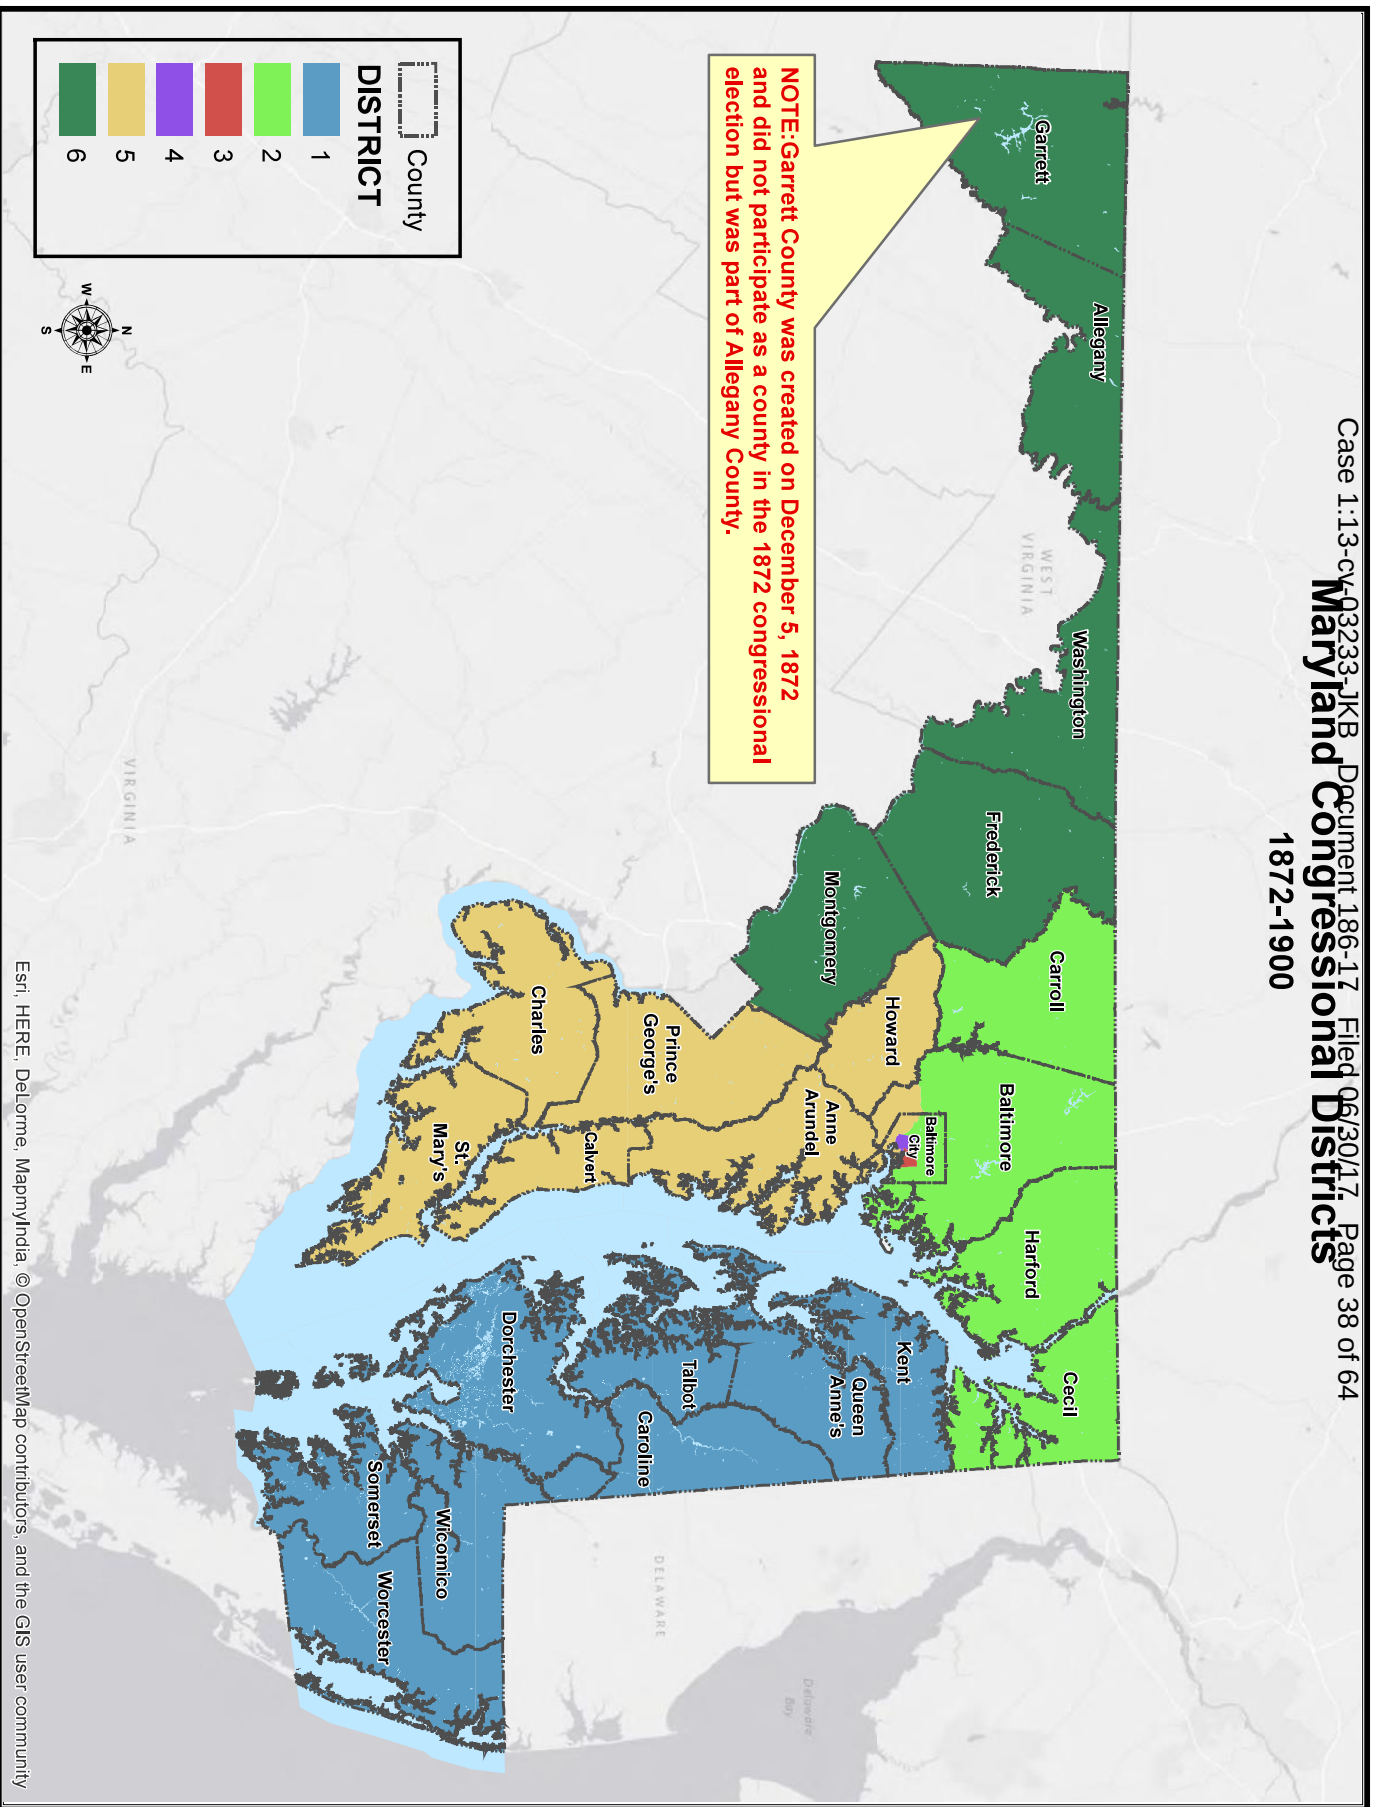 Case 1:13-cv-03233-JKB Document 186-17 Filed 06/30/17 Page 38 of 64
Maryland Congressional Districts
1872-1900
Garrett
Allegany
Washington
Frederick
Carroll
Baltimore
Harford
Cecil
Montgomery
Howard
Baltimore
City
Kent
Anne
Arundel
Queen
Anne's
Prince
George's
Talbot
Caroline
Calvert
Charles
St.
Mary's
Dorchester
Wicomico
Somerset
Worcester
WEST
VIRGINIA
VIRGINIA
DELAWARE
Delaware
Bay
NOTE:Garrett County was created on December 5, 1872
and did not participate as a county in the 1872 congressional
election but was part of Allegany County.
County
DISTRICT
1
2
3
4
5
6
N
W
E
S
Esri, HERE, DeLorme, MapmyIndia, © OpenStreetMap contributors, and the GIS user community